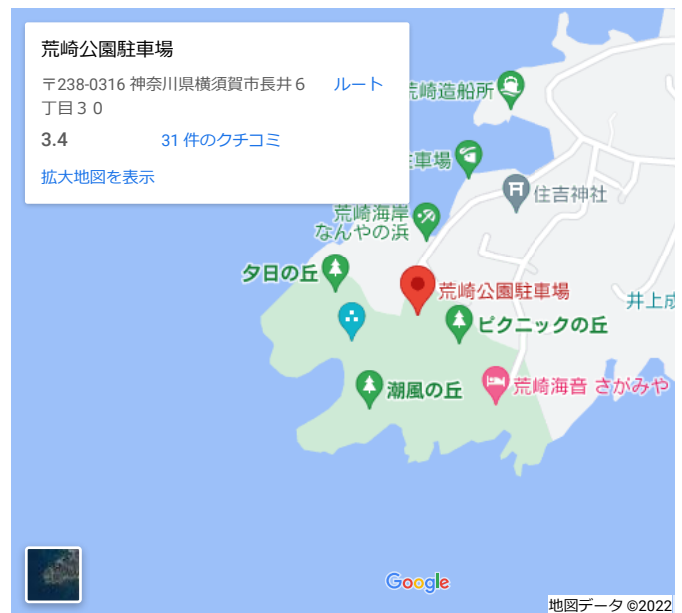 荒崎公園駐車場
〒238-0316 神奈川県横須賀市長井６
丁目３０
ルート
3.4
31 件のクチコミ
拡大地図を表示
荒崎造船所
車場
住吉神社
荒崎海岸
なんやの浜
夕日の丘
荒崎公園駐車場
井上成
ピクニックの丘
潮風の丘
荒崎海音 さがみや
Google
地図データ ©2022